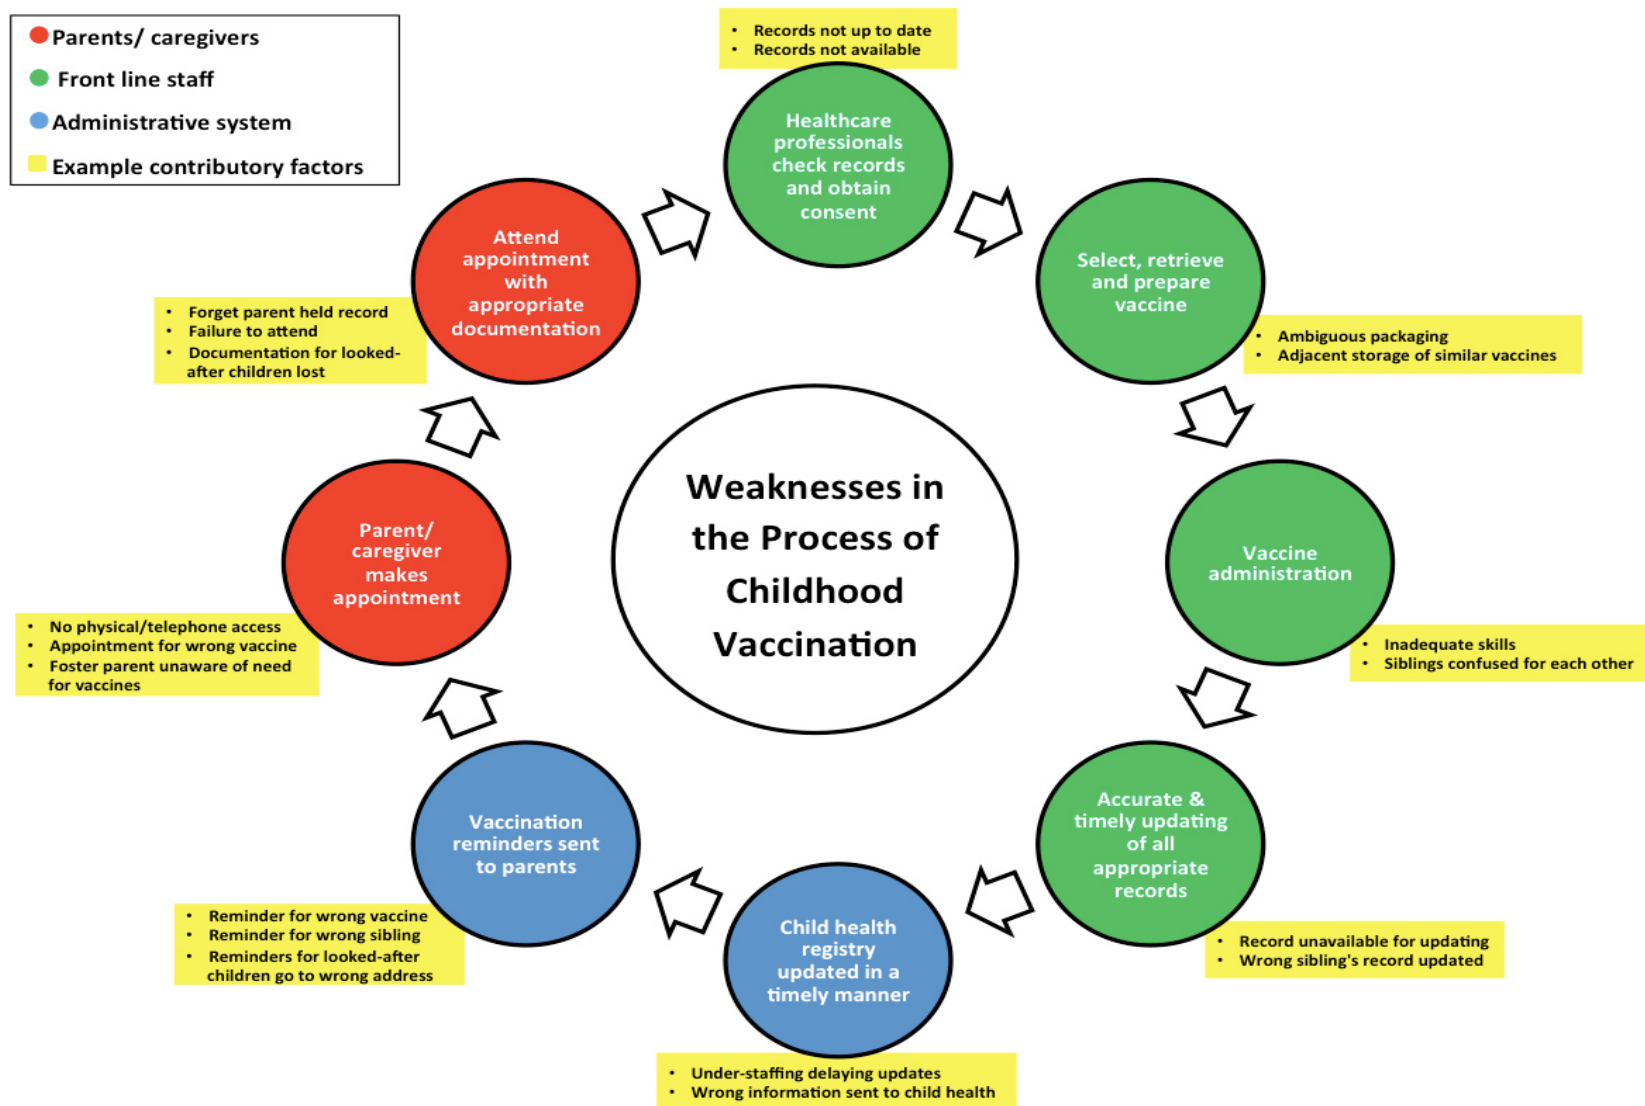 Parents/ caregivers
Front line staff
Administrative system
Example contributory factors
• Records not up to date
• Records not available
Healthcare
professionals
check records
and obtain
consent
Select, retrieve
and prepare
vaccine
• Ambiguous packaging
• Adjacent storage of similar vaccines
Vaccine
administration
• Inadequate skills
• Siblings confused for each other
Accurate &
timely updating
of all
appropriate
records
• Record unavailable for updating
• Wrong sibling's record updated
Child health
registry
updated in a
timely manner
• Under-staffing delaying updates
• Wrong information sent to child health
Vaccination
reminders sent
to parents
• Reminder for wrong vaccine
• Reminder for wrong sibling
• Reminders for looked-after
children go to wrong address
Parent/
caregiver
makes
appointment
• No physical/telephone access
• Appointment for wrong vaccine
• Foster parent unaware of need
for vaccines
Attend
appointment
with
appropriate
documentation
• Forget parent held record
• Failure to attend
• Documentation for looked-
after children lost
Weaknesses in
the Process of
Childhood
Vaccination